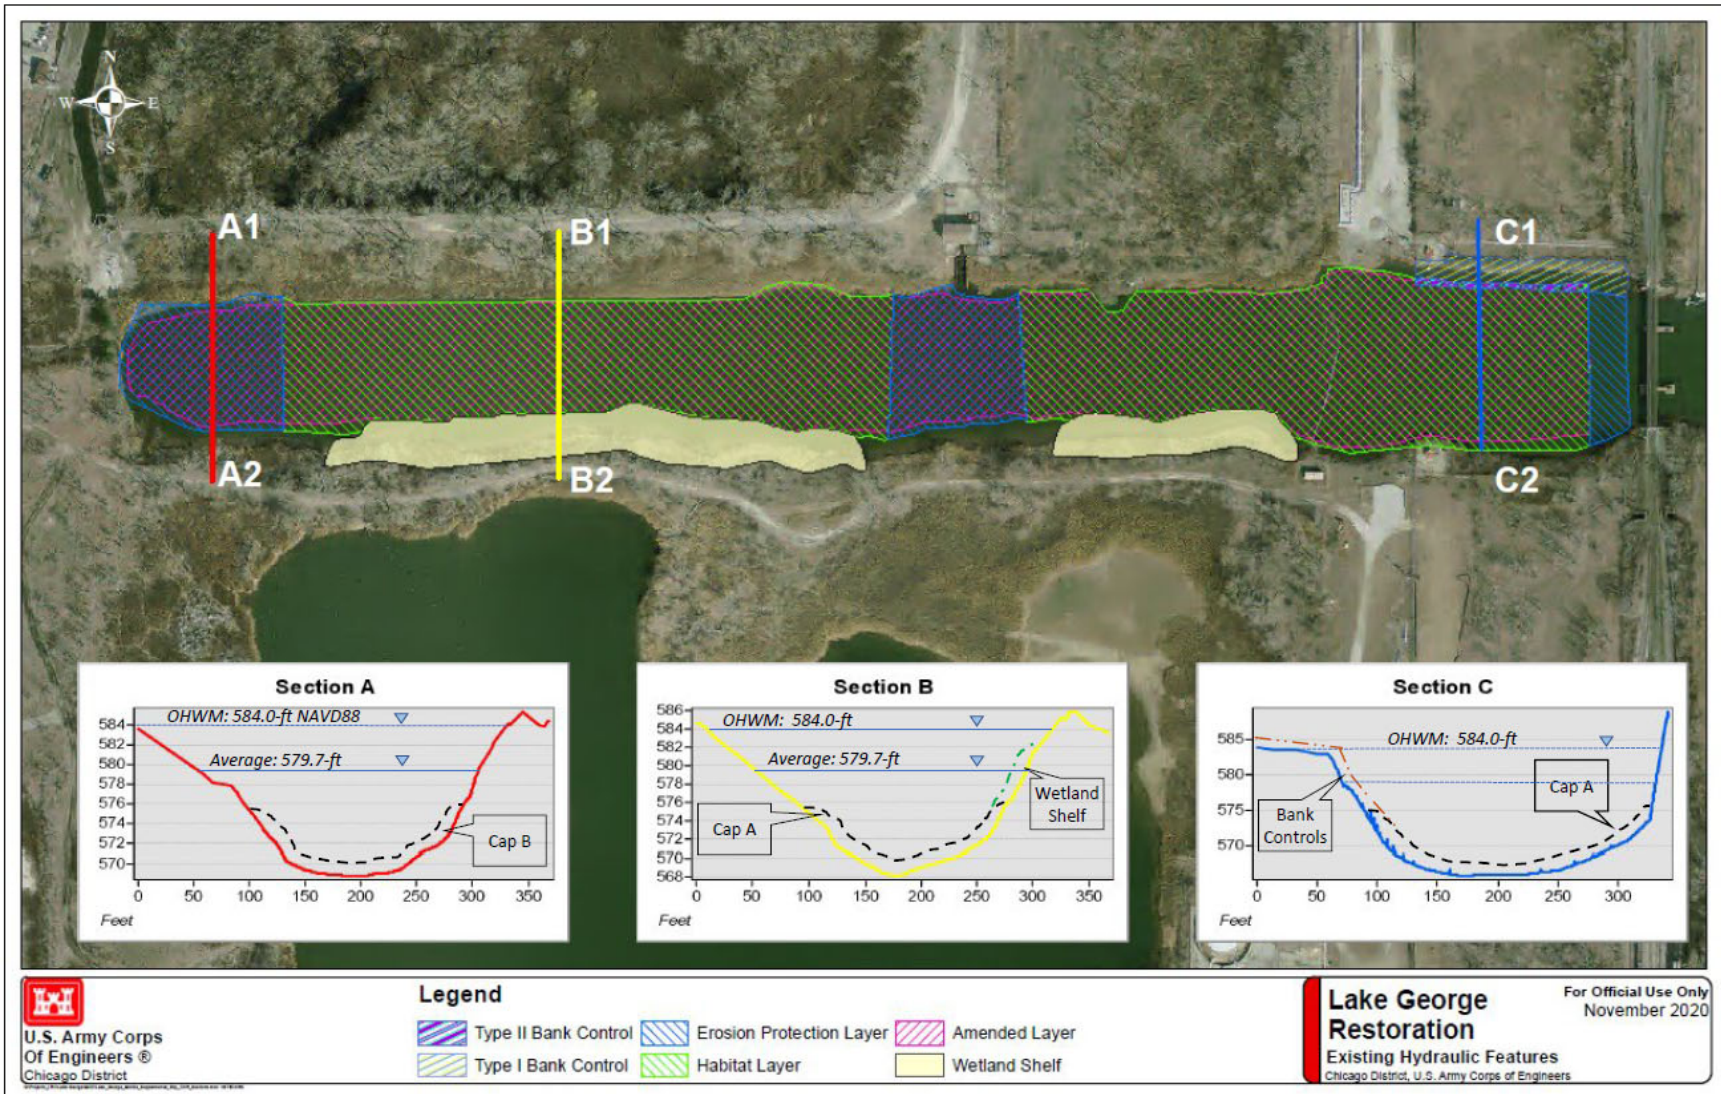 N
W E
S
A1
B1
C1
A2
B2
C2
Section A
OHWM: 584.0-ft NAVD88
Average: 579.7-ft
584
582
580
578
576
574
572
570
Cap B
0 50 100 150 200 250 300 350
Feet
Section B
OHWM: 584.0-ft
Average: 579.7-ft
586
584
582
580
578
576
574
572
570
568
Wetland
Shelf
Cap A
0 50 100 150 200 250 300 350
Feet
Section C
OHWM: 584.0-ft
585
580
575
570
Cap A
Bank
Controls
0 50 100 150 200 250 300
Feet
U.S. Army Corps
Of Engineers ®
Chicago District
Legend
Type II Bank Control
Erosion Protection Layer
Amended Layer
Type I Bank Control
Habitat Layer
Wetland Shelf
Lake George
Restoration
Existing Hydraulic Features
Chicago District, U.S. Army Corps of Engineers
For Official Use Only
November 2020